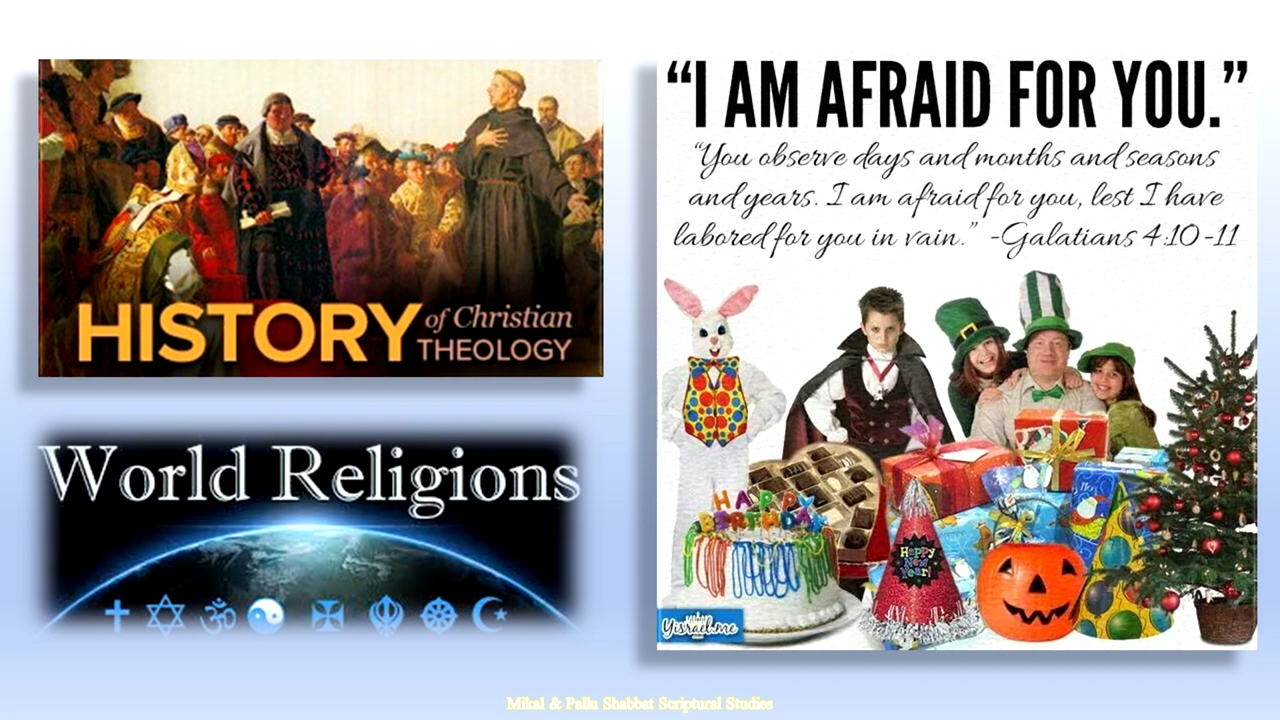 HISTORY of Christian
THEOLOGY
World Religions
“I AM AFRAID FOR YOU.”
“You observe days and months and seasons
and years. I am afraid for you, lest I have
labored for you in vain.” -Galatians 4:10-11
HAPPY
BIRTHDAY
Happy
New
Year!
Yisrael.me
Mikal & Pallu Shabbat Scriptural Studies